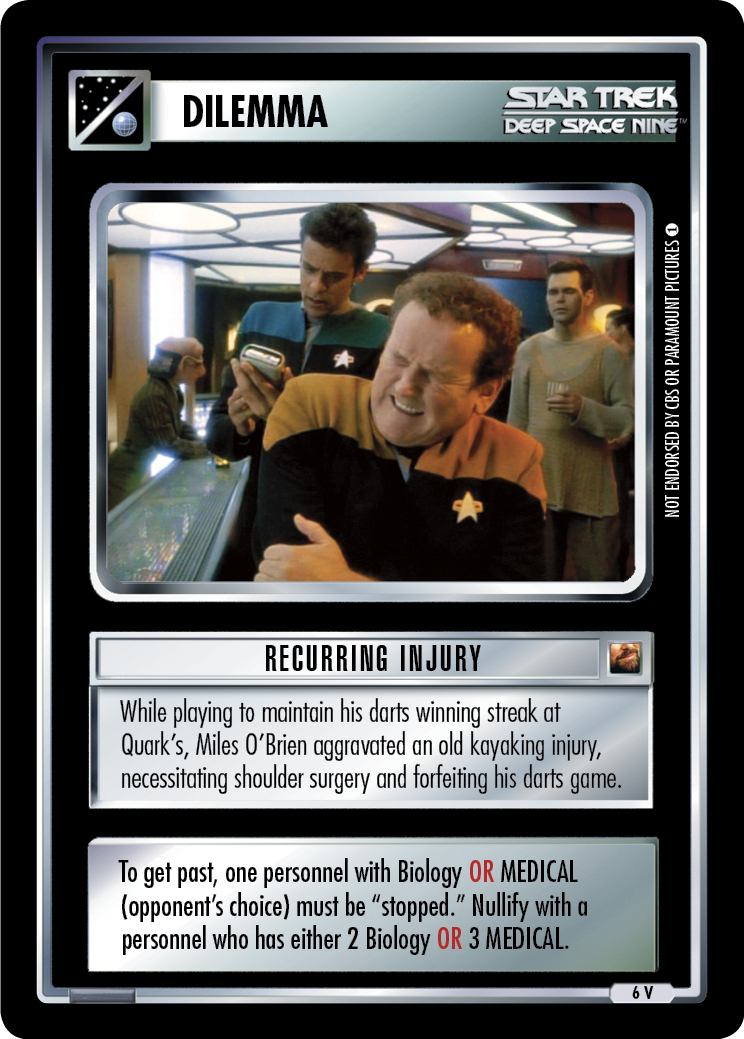 DILEMMA
STAR TREK
DEEP SPACE NINE™
NOT ENDORSED BY CBS OR PARAMOUNT PICTURES 1
RECURRING INJURY
While playing to maintain his darts winning streak at
Quark's, Miles O'Brien aggravated an old kayaking injury,
necessitating shoulder surgery and forfeiting his darts game.
To get past, one personnel with Biology OR MEDICAL
(opponent's choice) must be “stopped.” Nullify with a
personnel who has either 2 Biology OR 3 MEDICAL.
6 V